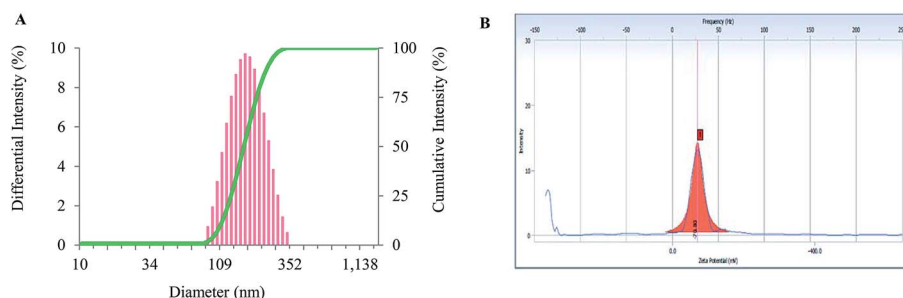 A
Differential Intensity (%)
10
8
6
4
2
0
100
75
50
25
0
Cumulative Intensity (%)
10 34 109 352 1,138
Diameter (nm)
B
Frequency (Hz)
-150 -100 -50 0 50 100 150 200 250
30
20
10
0
Intensity
0.0 -400.0
Zeta Potential (mV)